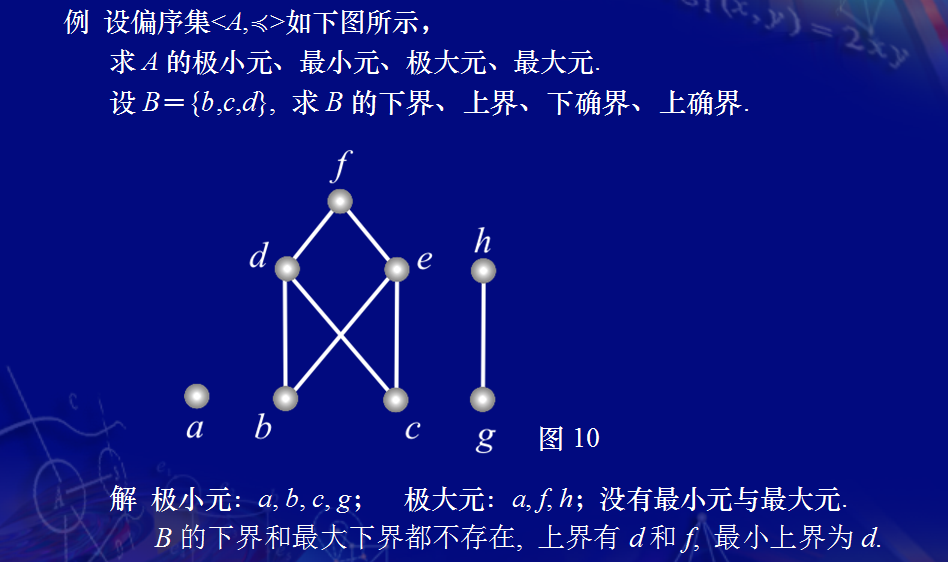 例 设偏序集<A,≼>如下图所示，
求 A 的极小元、最小元、极大元、最大元.
设 B＝{b,c,d}, 求 B 的下界、上界、下确界、上确界.
f
d
e
h
a
b
c
g
图 10
解 极小元：a, b, c, g； 极大元：a, f, h；没有最小元与最大元.
B 的下界和最大下界都不存在, 上界有 d 和 f, 最小上界为 d.